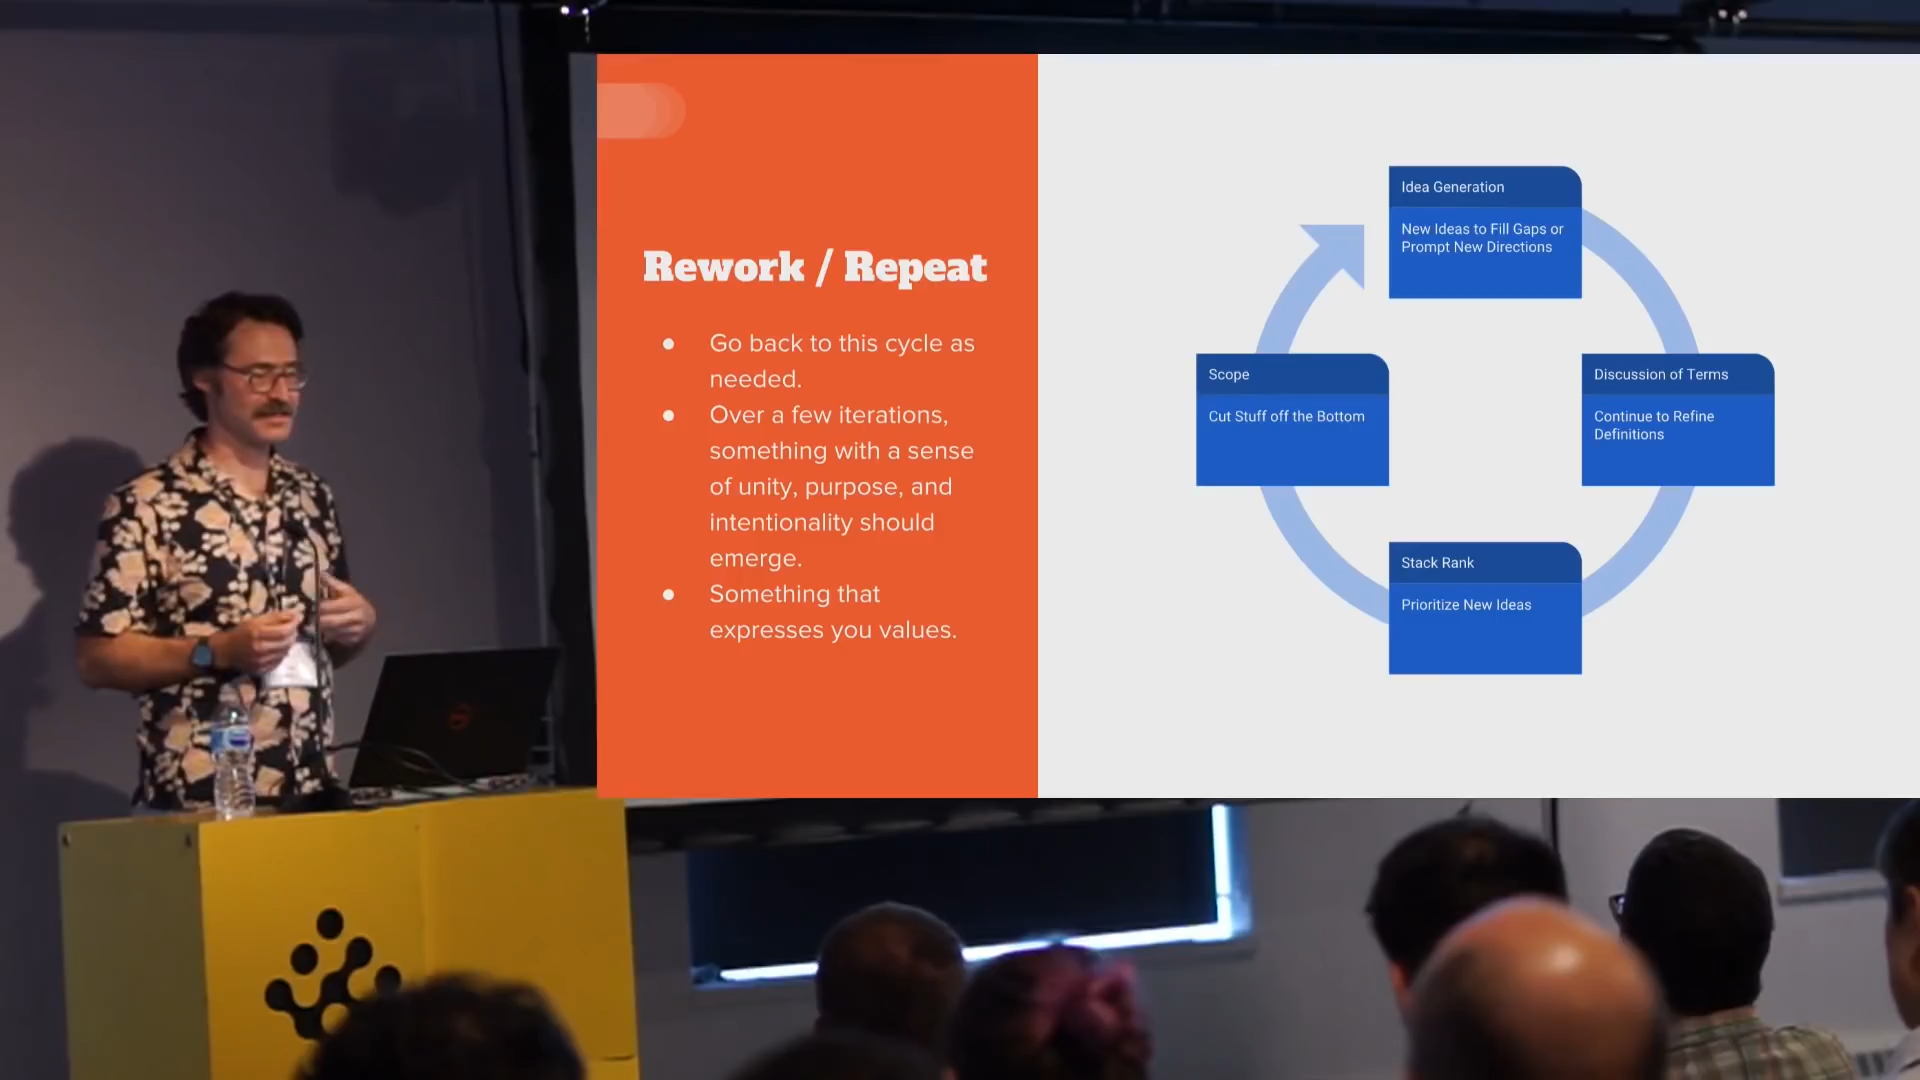 Rework / Repeat
● Go back to this cycle as
needed.
● Over a few iterations,
something with a sense
of unity, purpose, and
intentionality should
emerge.
● Something that
expresses you values.
Idea Generation
New Ideas to Fill Gaps or
Prompt New Directions
Discussion of Terms
Continue to Refine
Definitions
Stack Rank
Prioritize New Ideas
Scope
Cut Stuff off the Bottom